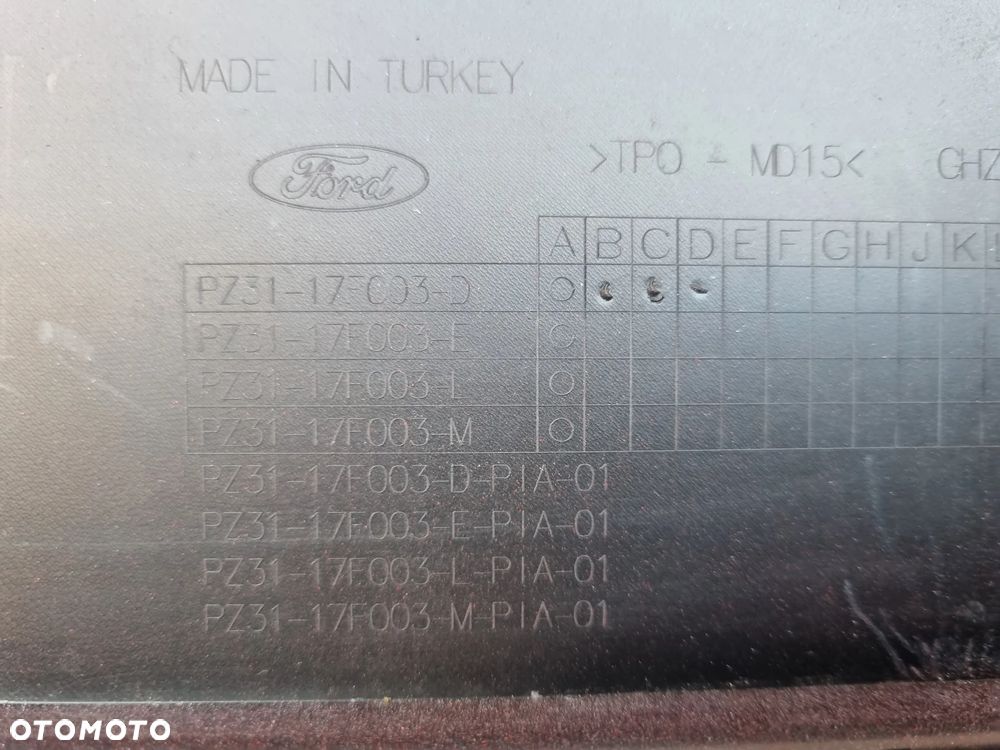 MADE IN TURKEY
Ford
>TPO - MD15< GHZ
A B C D E F G H J K
PZ31-17F003-D
PZ31-17F003-E
PZ31-17F003-L
PZ31-17F003-M
PZ31-17F003-D-PIA-01
PZ31-17F003-E-PIA-01
PZ31-17F003-L-PIA-01
PZ31-17F003-M-PIA-01
OTOMOTO